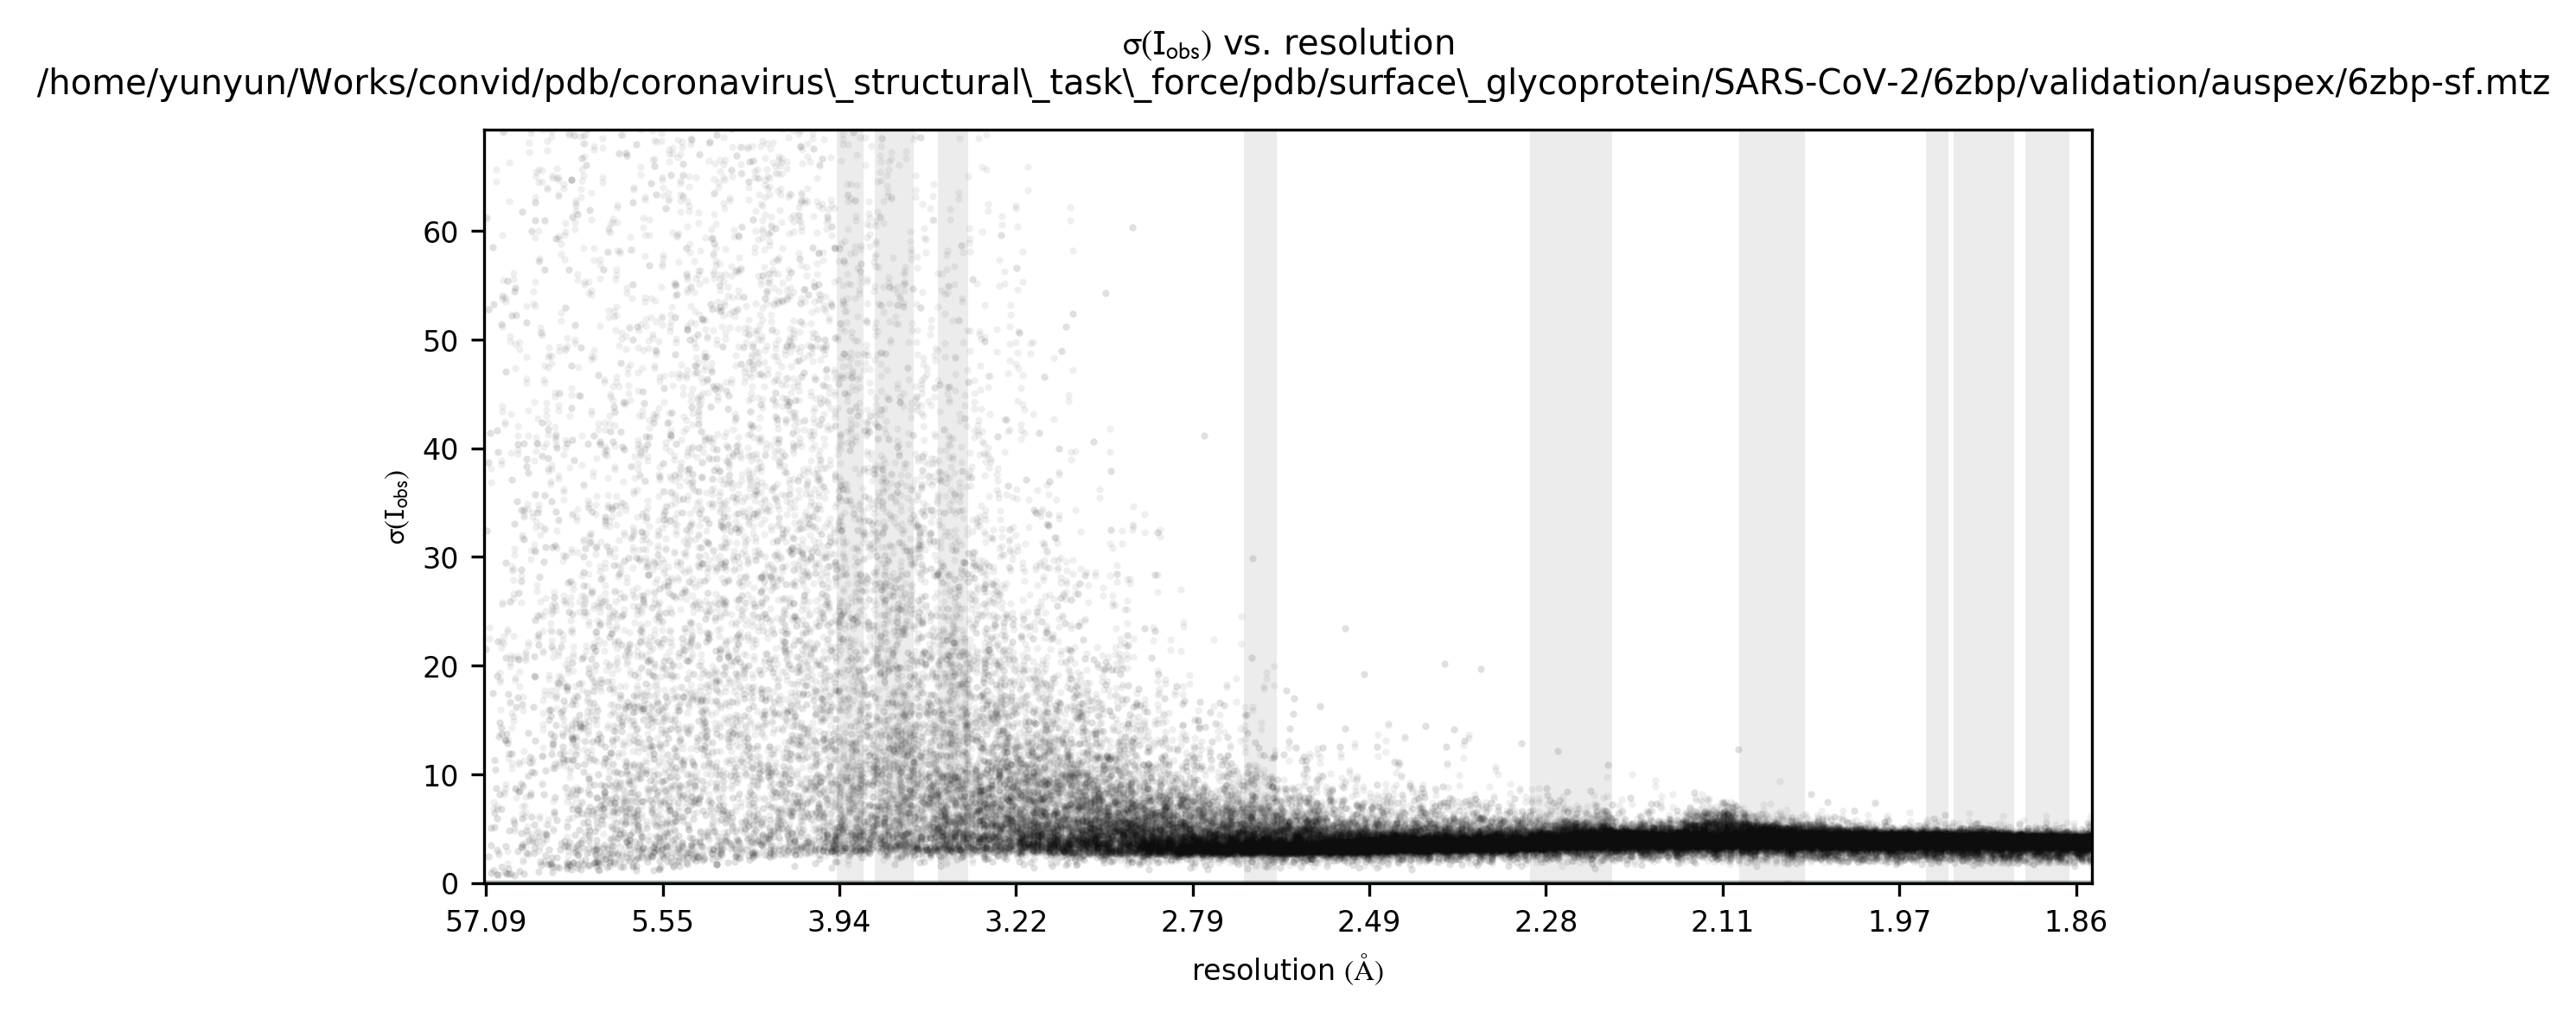 σ(I_obs) vs. resolution
/home/yunyun/Works/convid/pdb/coronavirus\_structural\_task\_force/pdb/surface\_glycoprotein/SARS-CoV-2/6zbp/validation/auspex/6zbp-sf.mtz
σ(I_obs)
60
50
40
30
20
10
0
57.09 5.55 3.94 3.22 2.79 2.49 2.28 2.11 1.97 1.86
resolution (Å)